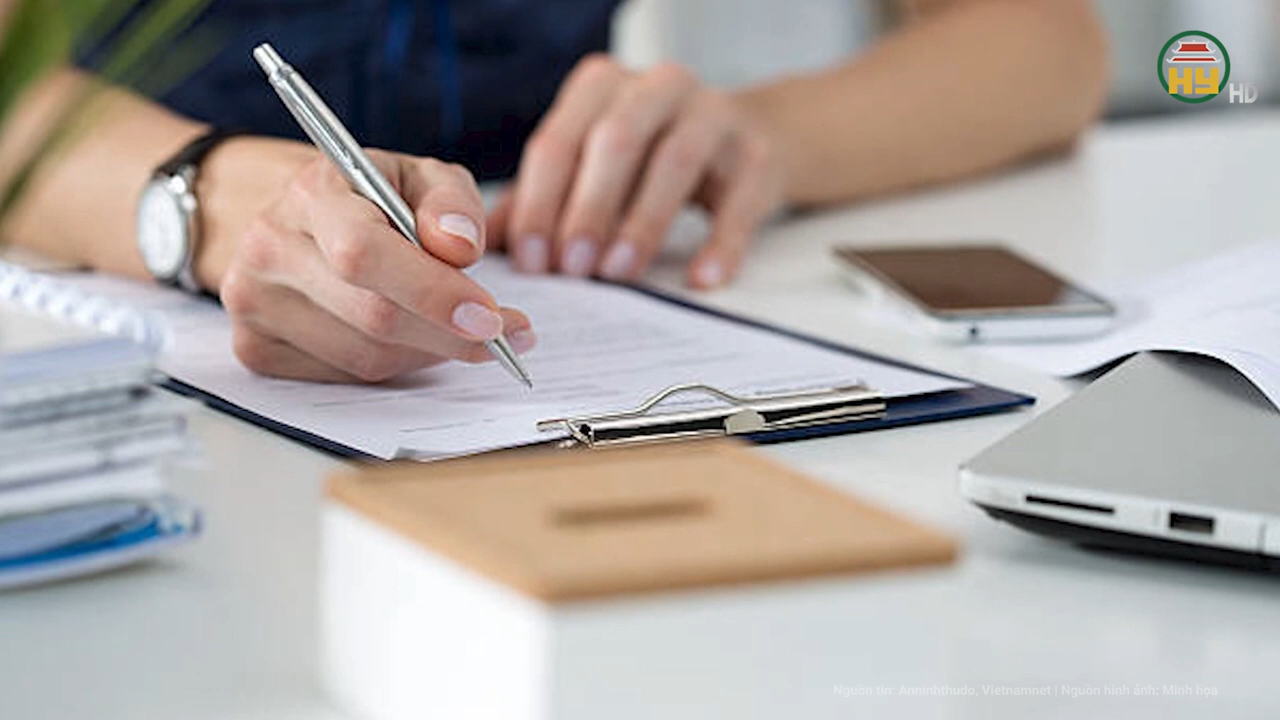 HY
HD
Nguồn tin: Anninhthudo, Vietnamnet | Nguồn hình ảnh: Minh họa